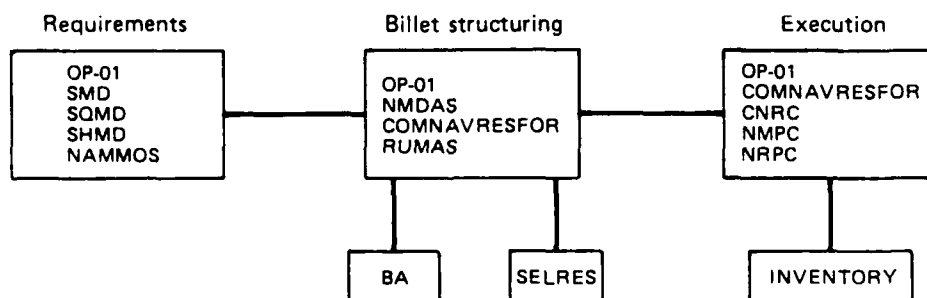 Requirements
Billet structuring
Execution
OP-01
SMD
SQMD
SHMD
NAMMOS
OP-01
NMDAS
COMNAVRESFOR
RUMAS
OP-01
COMNAVRESFOR
CNRC
NMPC
NRPC
BA
SELRES
INVENTORY